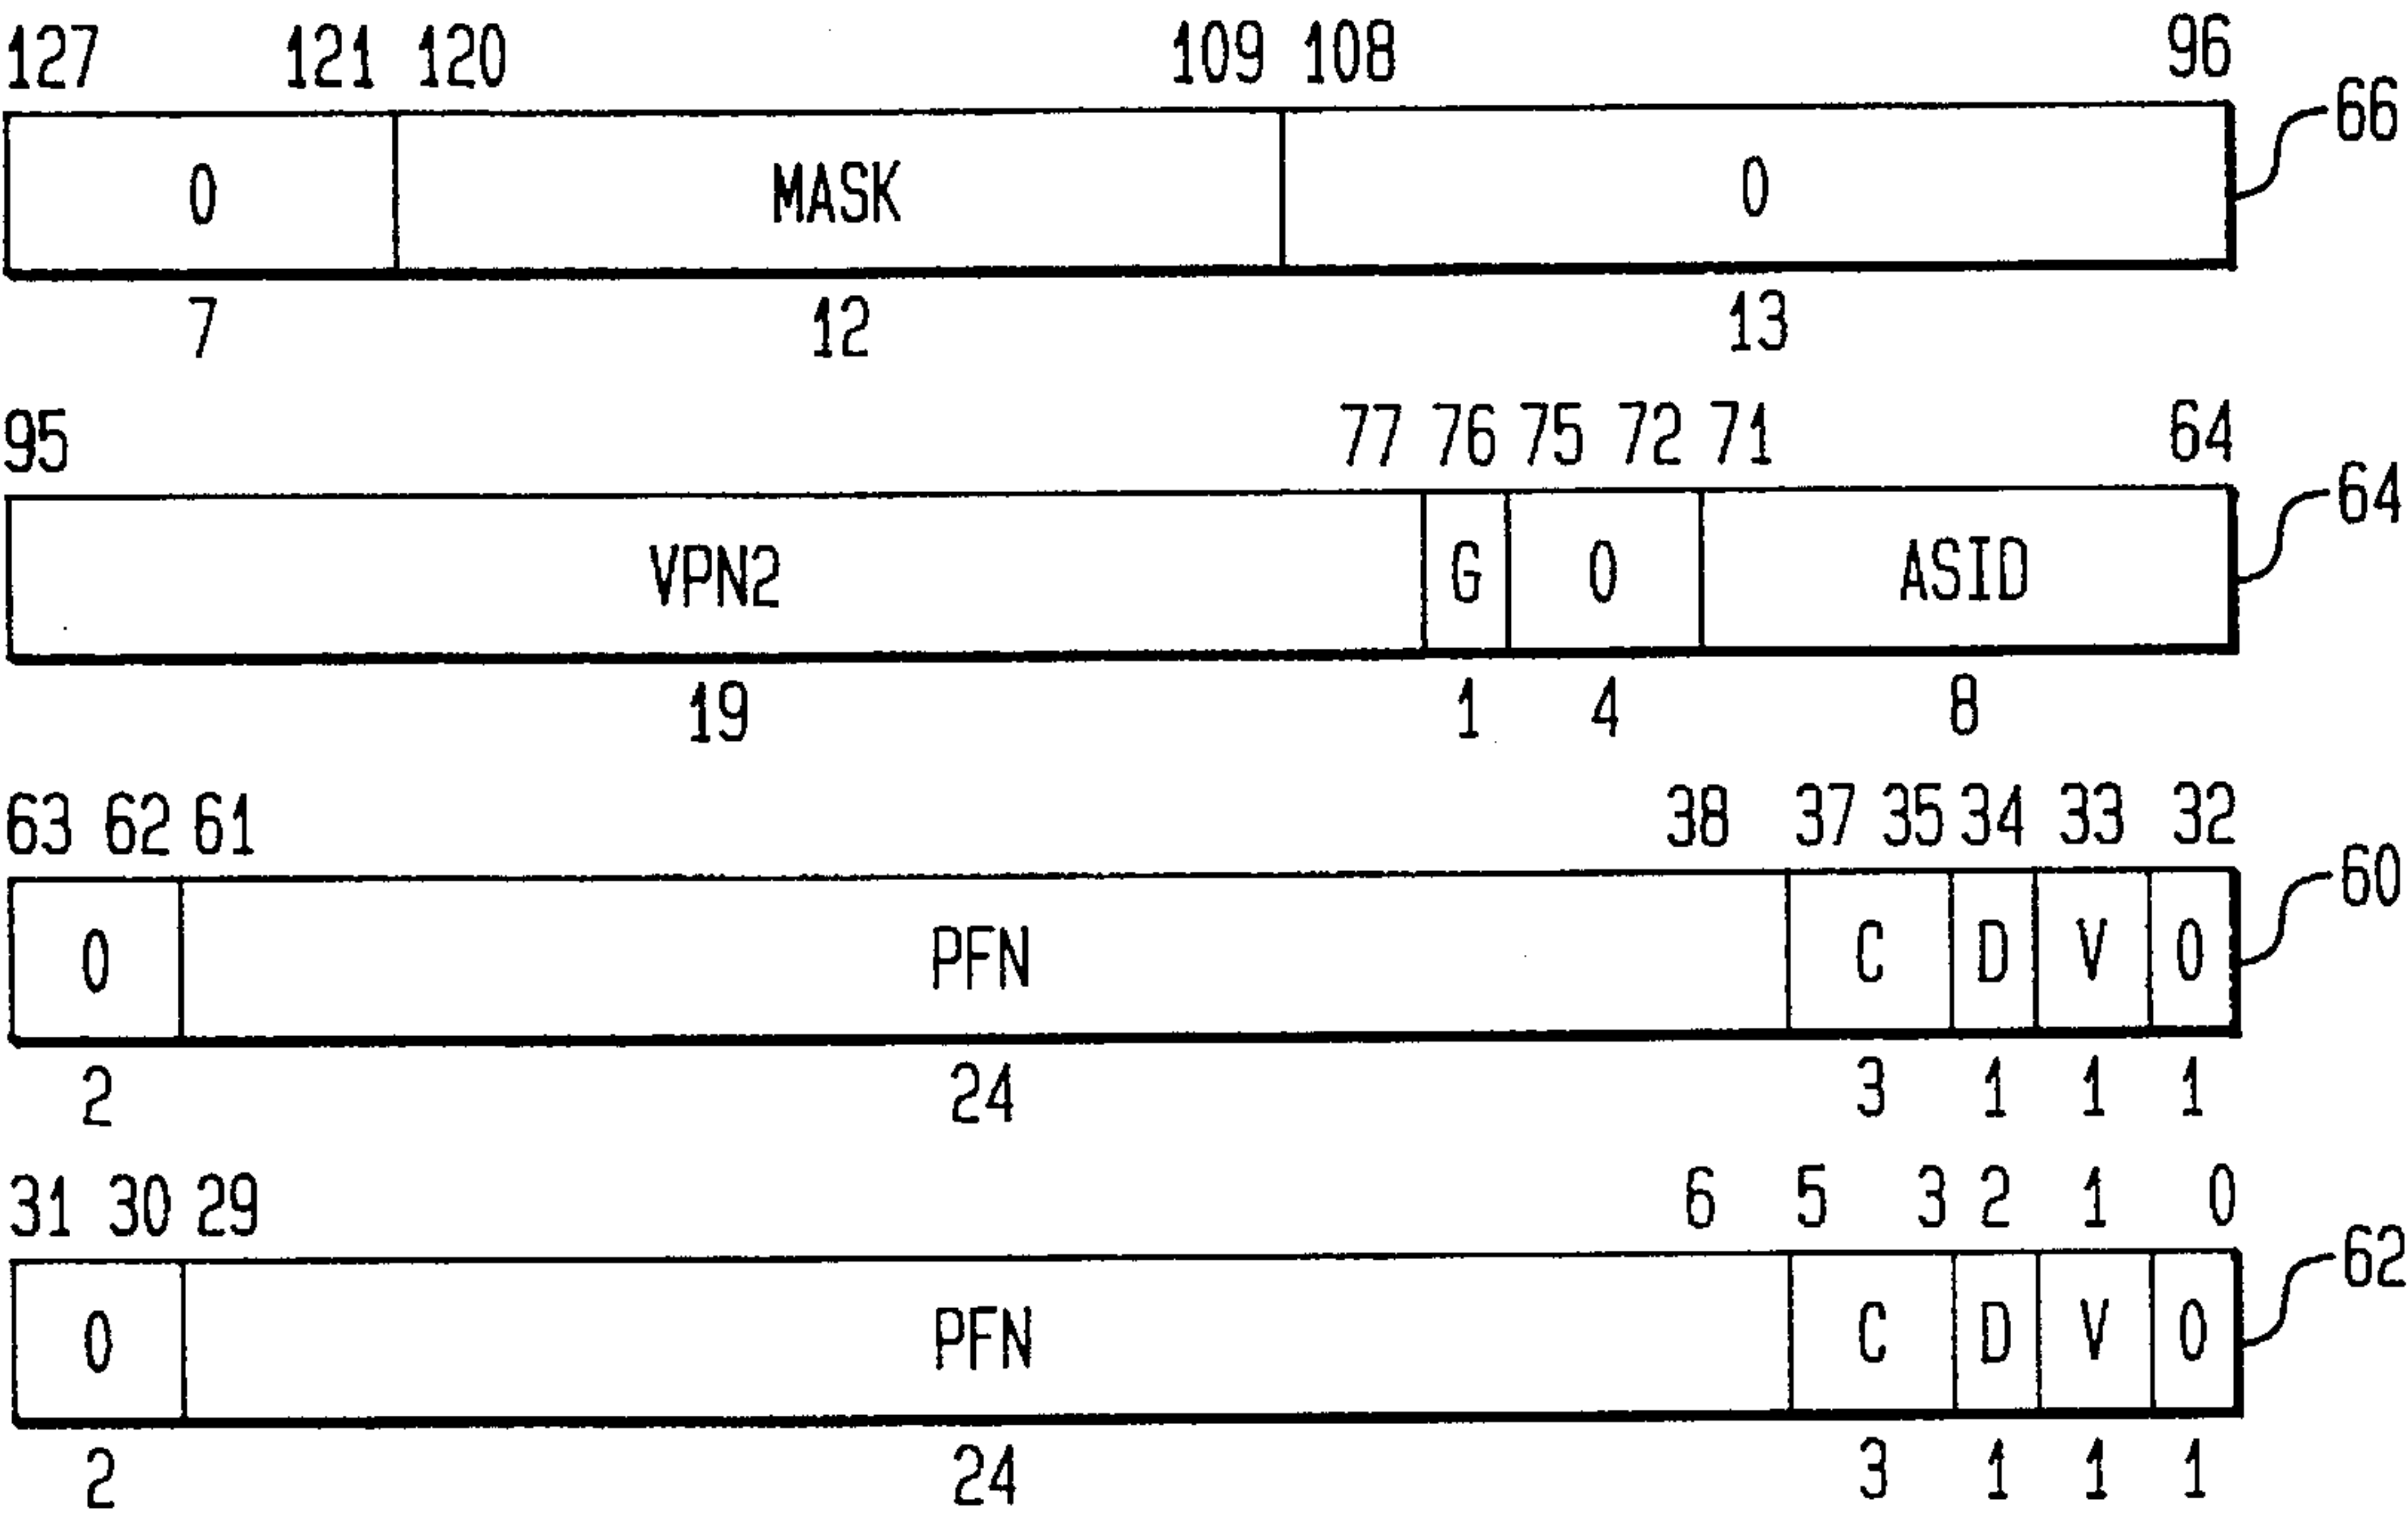 127 121 120 109 108 96
66
0 MASK 0
7 12 13
95 77 76 75 72 71 64
64
VPN2 G 0 ASID
19 1 4 8
63 62 61 38 37 35 34 33 32
60
0 PFN C D V 0
2 24 3 1 1 1
31 30 29 6 5 3 2 1 0
62
0 PFN C D V 0
2 24 3 1 1 1